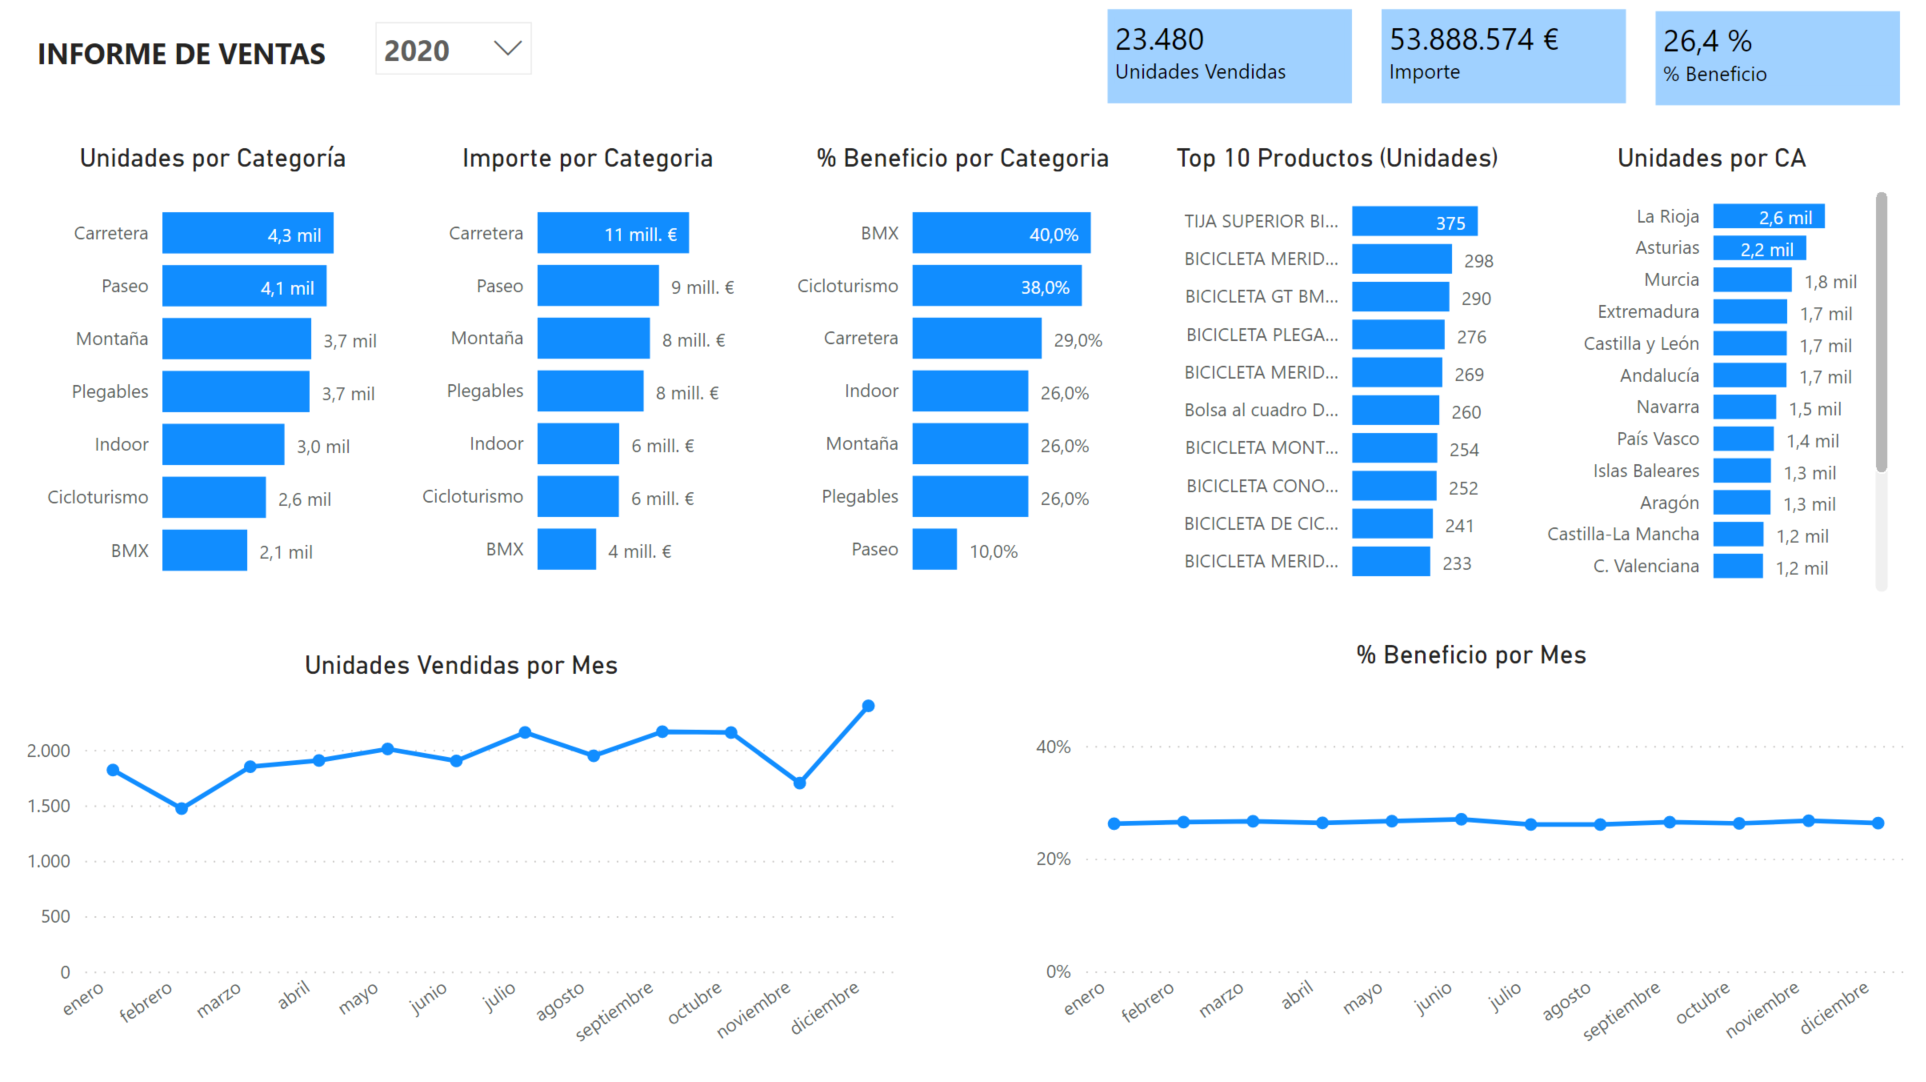 INFORME DE VENTAS
2020
23.480
Unidades Vendidas
53.888.574 €
Importe
26,4 %
% Beneficio
Unidades por Categoría
Carretera 4,3 mil
Paseo 4,1 mil
Montaña 3,7 mil
Plegables 3,7 mil
Indoor 3,0 mil
Cicloturismo 2,6 mil
BMX 2,1 mil
Importe por Categoria
Carretera 11 mill. €
Paseo 9 mill. €
Montaña 8 mill. €
Plegables 8 mill. €
Indoor 6 mill. €
Cicloturismo 6 mill. €
BMX 4 mill. €
% Beneficio por Categoria
BMX 40,0%
Cicloturismo 38,0%
Carretera 29,0%
Indoor 26,0%
Montaña 26,0%
Plegables 26,0%
Paseo 10,0%
Top 10 Productos (Unidades)
TIJA SUPERIOR BI... 375
BICICLETA MERID... 298
BICICLETA GT BM... 290
BICICLETA PLEGA... 276
BICICLETA MERID... 269
Bolsa al cuadro D... 260
BICICLETA MONT... 254
BICICLETA CONO... 252
BICICLETA DE CIC... 241
BICICLETA MERID... 233
Unidades por CA
La Rioja 2,6 mil
Asturias 2,2 mil
Murcia 1,8 mil
Extremadura 1,7 mil
Castilla y León 1,7 mil
Andalucía 1,7 mil
Navarra 1,5 mil
País Vasco 1,4 mil
Islas Baleares 1,3 mil
Aragón 1,3 mil
Castilla-La Mancha 1,2 mil
C. Valenciana 1,2 mil
Unidades Vendidas por Mes
2.000
1.500
1.000
500
0
enero febrero marzo abril mayo junio julio agosto septiembre octubre noviembre diciembre
% Beneficio por Mes
40%
20%
0%
enero febrero marzo abril mayo junio julio agosto septiembre octubre noviembre diciembre